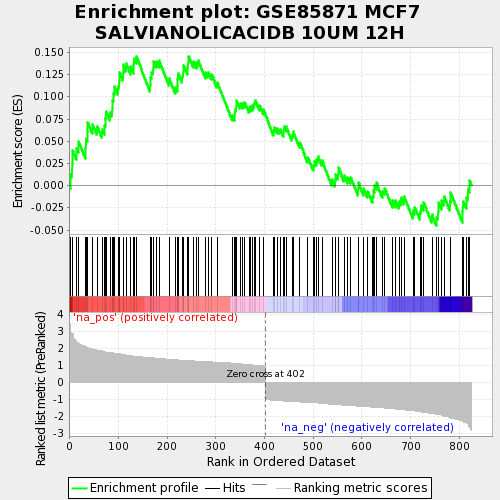 Enrichment plot: GSE85871 MCF7
SALVIANOLICACIDB 10UM 12H
Enrichment score (ES)
0.150
0.125
0.100
0.075
0.050
0.025
0.000
-0.025
-0.050
Ranked list metric (PreRanked)
'na_pos' (positively correlated)
4
3
2
1
0
-1
-2
-3
Zero cross at 402
'na_neg' (negatively correlated)
0 100 200 300 400 500 600 700 800
Rank in Ordered Dataset
Enrichment profile Hits Ranking metric scores